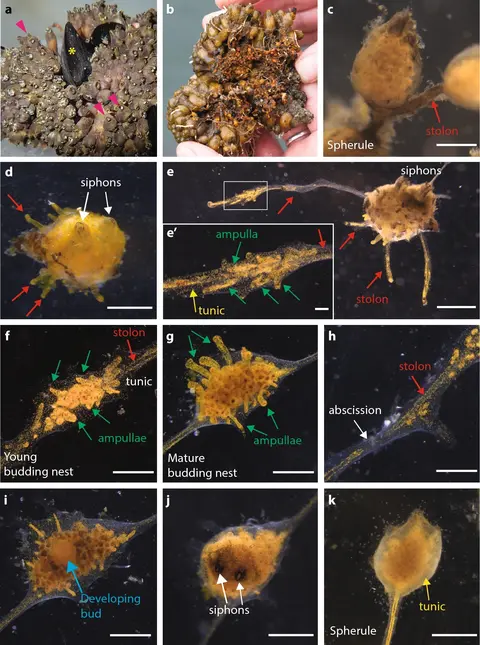 a
*
b
c
stolon
Spherule
d
siphons
e
siphons
stolon
e’
ampulla
tunic
f
stolon
tunic
ampullae
Young
budding nest
g
ampullae
Mature
budding nest
h
stolon
abscission
i
Developing
bud
j
siphons
k
tunic
Spherule